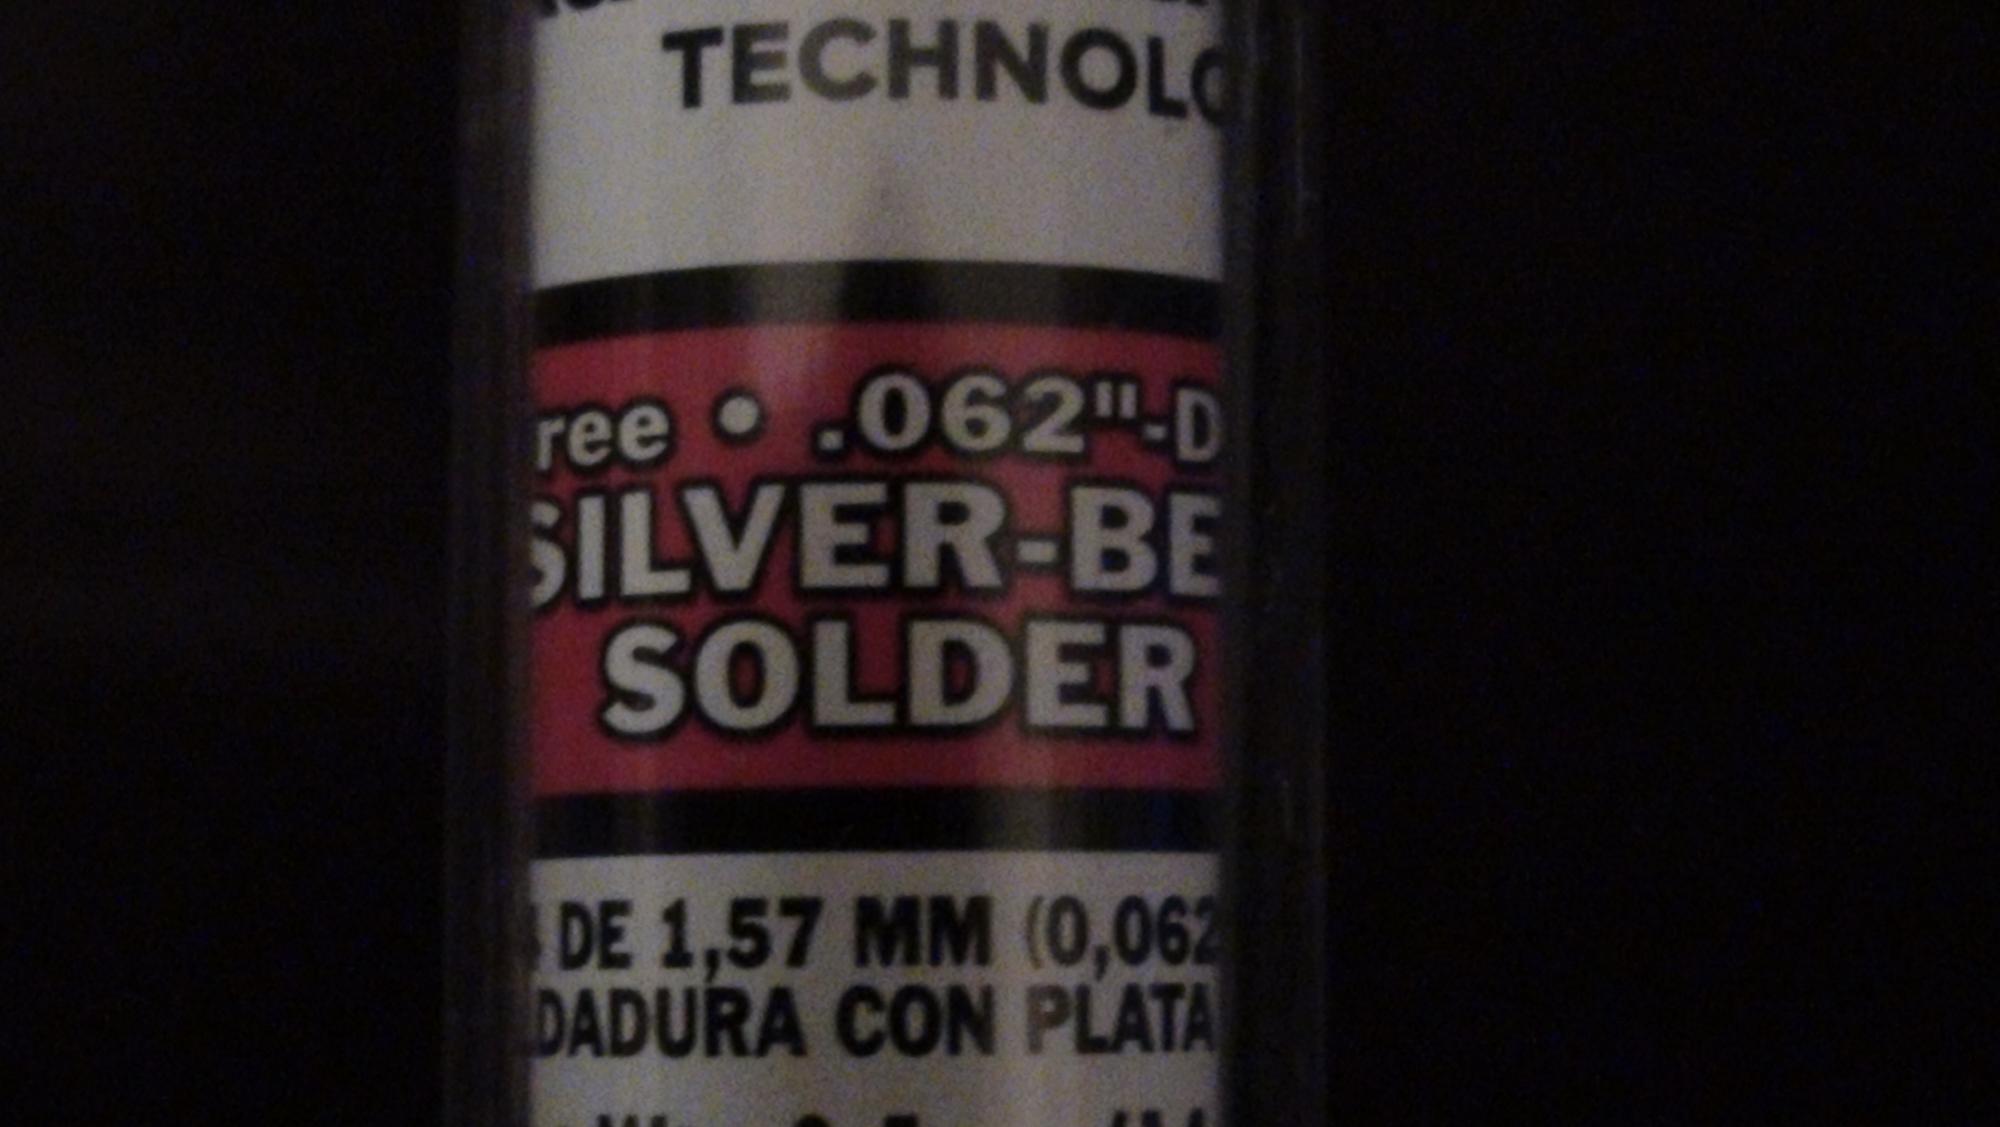 TECHNOLO
ree • .062"-D
SILVER-BE
SOLDER
DE 1,57 MM (0,062
DADURA CON PLATA